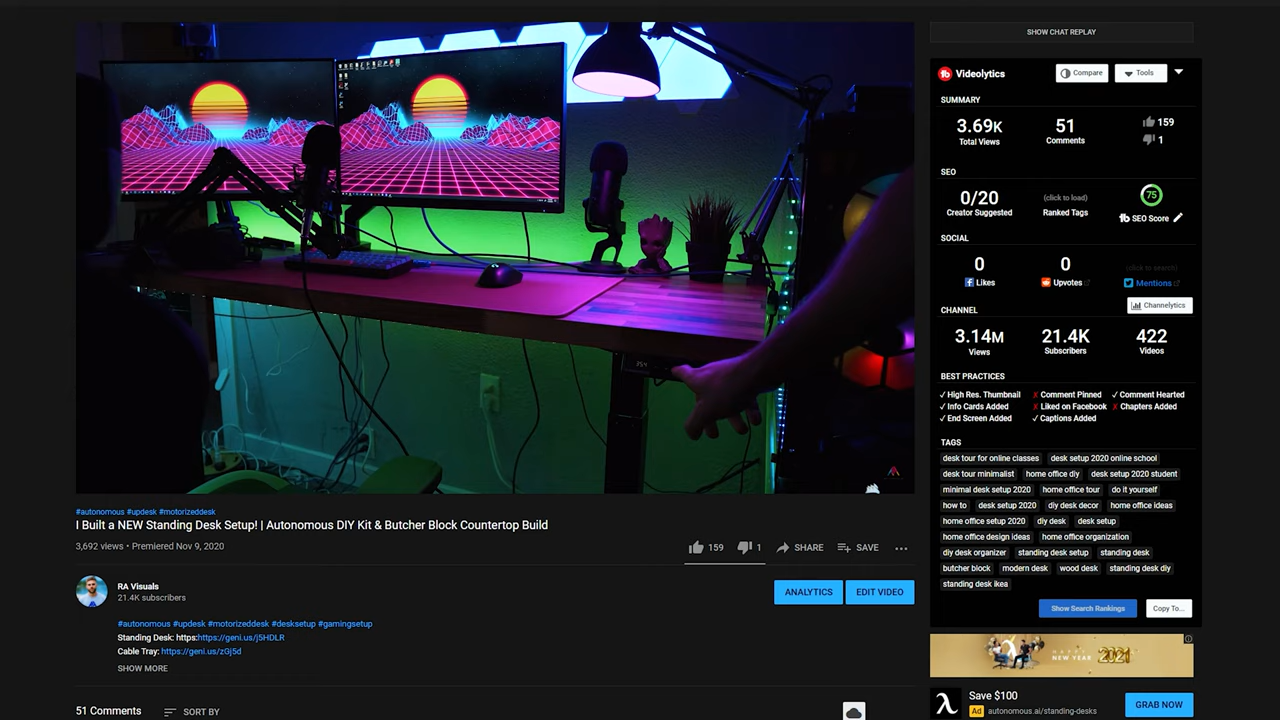 SHOW CHAT REPLAY
Videolytics
Compare
Tools
SUMMARY
3.69K
Total Views
51
Comments
159
1
SEO
0/20
Creator Suggested
(click to load)
Ranked Tags
75
SEO Score
SOCIAL
0
Likes
0
Upvotes
(click to search)
Mentions
CHANNEL
Channelytics
3.14M
Views
21.4K
Subscribers
422
Videos
BEST PRACTICES
✓ High Res. Thumbnail
✗ Comment Pinned
✓ Comment Hearted
✓ Info Cards Added
✗ Liked on Facebook
✗ Chapters Added
✓ End Screen Added
✓ Captions Added
TAGS
desk tour for online classes desk setup 2020 online school
desk tour minimalist home office diy desk setup 2020 student
minimal desk setup 2020 home office tour do it yourself
how to desk setup 2020 diy desk decor home office ideas
home office setup 2020 diy desk desk setup
home office design ideas home office organization
diy desk organizer standing desk setup standing desk
butcher block modern desk wood desk standing desk diy
standing desk ikea
Show Search Rankings
Copy To...
#autonomous #updesk #motorizeddesk
I Built a NEW Standing Desk Setup! | Autonomous DIY Kit & Butcher Block Countertop Build
3,692 views • Premiered Nov 9, 2020
159
1
SHARE
SAVE
RA Visuals
21.4K subscribers
ANALYTICS
EDIT VIDEO
#autonomous #updesk #motorizeddesk #desksetup #gamingsetup
Standing Desk: https:https://geni.us/j5HDLR
Cable Tray: https://geni.us/zGj5d
SHOW MORE
HAPPY
NEW YEAR 2021
51 Comments
SORT BY
Save $100
Ad autonomous.ai/standing-desks
GRAB NOW